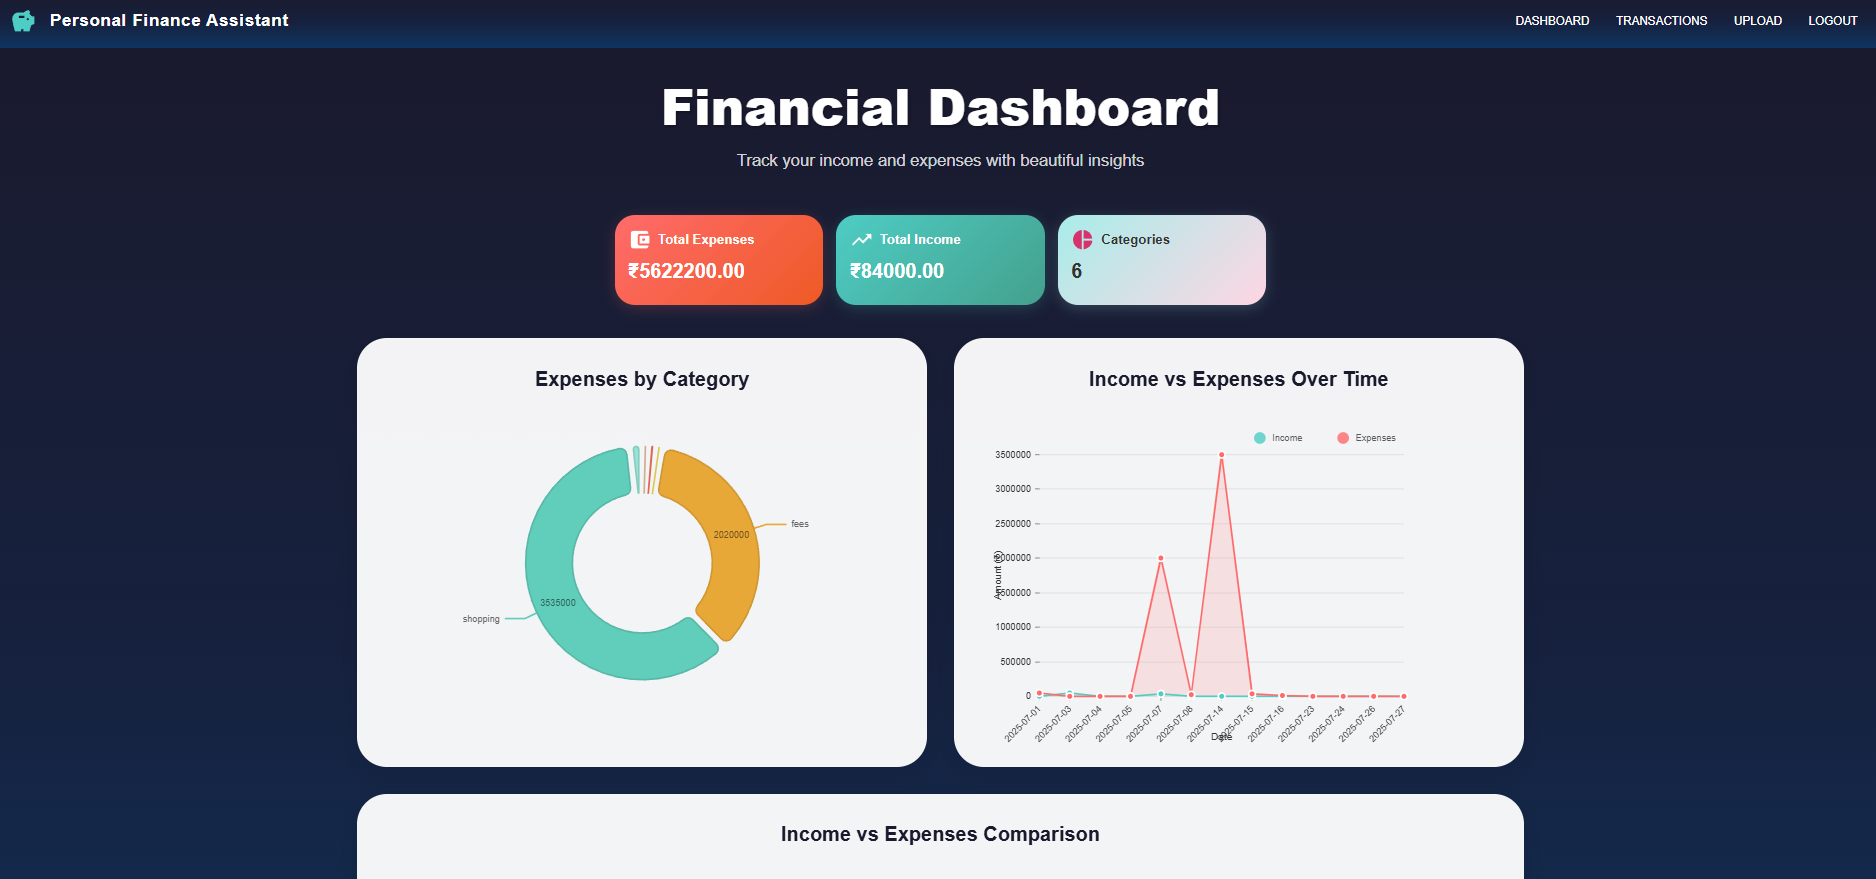 Personal Finance Assistant
DASHBOARD TRANSACTIONS UPLOAD LOGOUT
Financial Dashboard
Track your income and expenses with beautiful insights
Total Expenses
₹5622200.00
Total Income
₹84000.00
Categories
6
Expenses by Category
fees
2020000
3535000
shopping
Income vs Expenses Over Time
Income Expenses
3500000
3000000
2500000
2000000
Amount (₹)
1500000
1000000
500000
0
2025-07-01 2025-07-03 2025-07-04 2025-07-05 2025-07-07 2025-07-08 2025-07-14 2025-07-15 2025-07-16 2025-07-23 2025-07-24 2025-07-26 2025-07-27
Date
Income vs Expenses Comparison